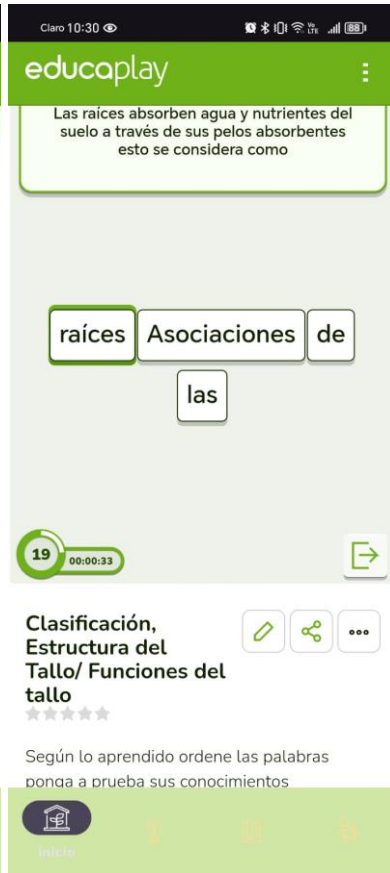 Claro 10:30
LTE 88
educaplay
Las raíces absorben agua y nutrientes del
suelo a través de sus pelos absorbentes
esto se considera como
raíces Asociaciones de
las
19 00:00:33
Clasificación,
Estructura del
Tallo/ Funciones del
tallo
Según lo aprendido ordene las palabras
ponga a prueba sus conocimientos
Inicio